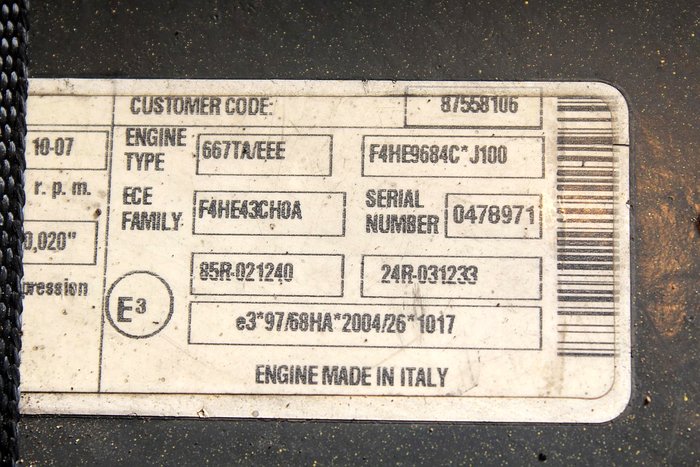 CUSTOMER CODE: 87558106
10-07 ENGINE TYPE 667TA/EEE F4HE9684C*J100
r. p. m.
ECE FAMILY F4HE43CH0A SERIAL NUMBER 0478971
0,020"
85R-021240 24R-031233
pression
E3
e3*97/68HA*2004/26*1017
ENGINE MADE IN ITALY